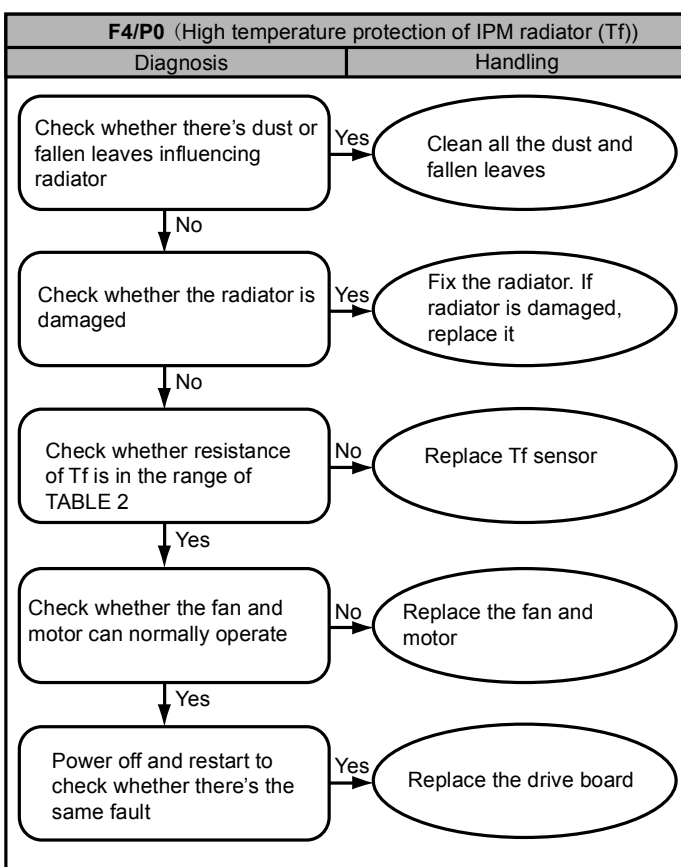 F4/P0（High temperature protection of IPM radiator (Tf))
Diagnosis
Handling
Check whether there's dust or
fallen leaves influencing
radiator
Yes
Clean all the dust and
fallen leaves
No
Check whether the radiator is
damaged
Yes
Fix the radiator. If
radiator is damaged,
replace it
No
Check whether resistance
of Tf is in the range of
TABLE 2
No
Replace Tf sensor
Yes
Check whether the fan and
motor can normally operate
No
Replace the fan and
motor
Yes
Power off and restart to
check whether there's the
same fault
Yes
Replace the drive board